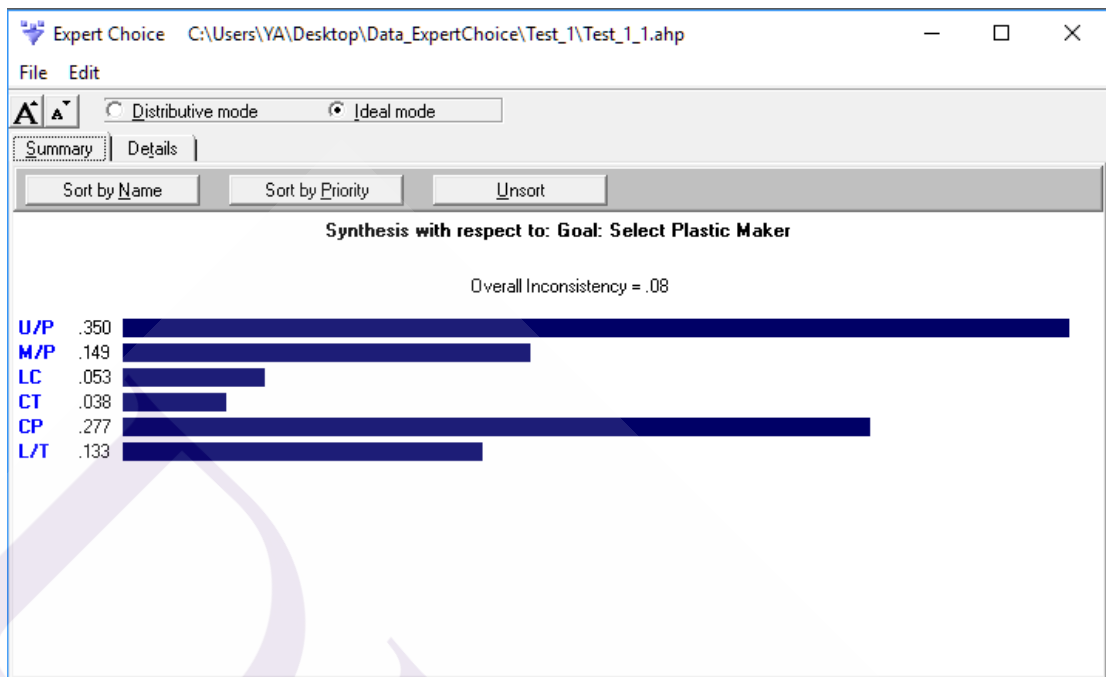 Expert Choice C:\Users\YA\Desktop\Data_ExpertChoice\Test_1\Test_1_1.ahp
File Edit
A A Distributive mode Ideal mode
Summary Details
Sort by Name Sort by Priority Unsort
Synthesis with respect to: Goal: Select Plastic Maker
Overall Inconsistency = .08
U/P .350
M/P .149
LC .053
CT .038
CP .277
L/T .133